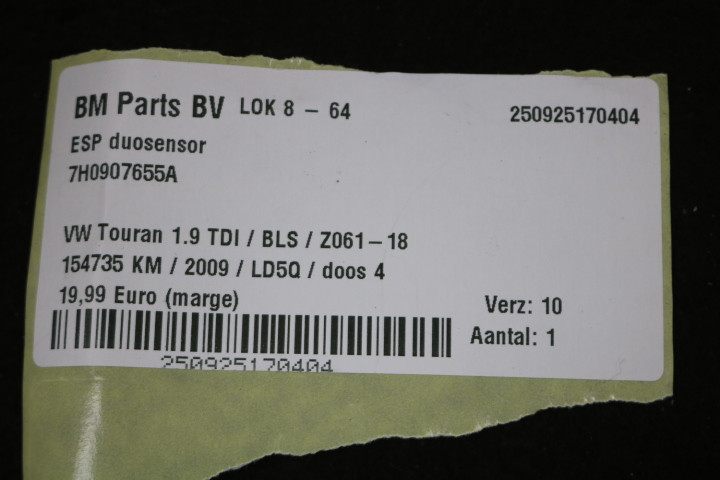 BM Parts BV LOK 8 – 64 250925170404
ESP duosensor
7H0907655A
VW Touran 1.9 TDI / BLS / Z061–18
154735 KM / 2009 / LD5Q / doos 4
19,99 Euro (marge)
Verz: 10
Aantal: 1
250925170404